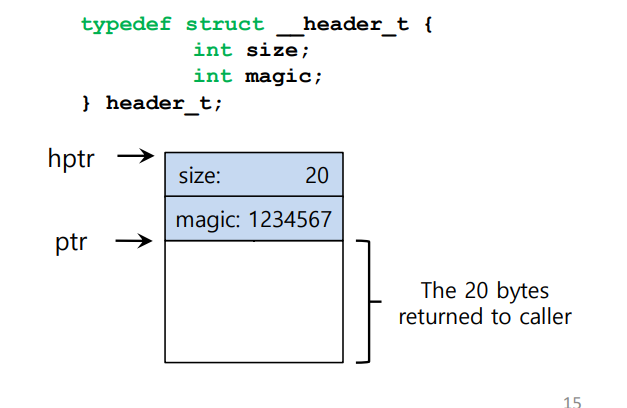 typedef struct __header_t {
int size;
int magic;
} header_t;
hptr
size: 20
magic: 1234567
ptr
The 20 bytes
returned to caller
15